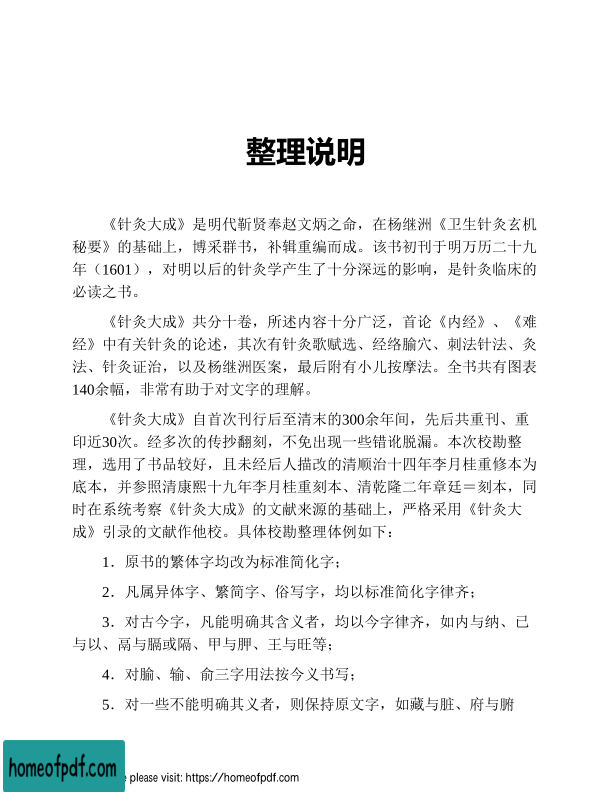 整理说明
《针灸大成》是明代靳贤奉赵文炳之命，在杨继洲《卫生针灸玄机
秘要》的基础上，博采群书，补辑重编而成。该书初刊于明万历二十九
年（1601），对明以后的针灸学产生了十分深远的影响，是针灸临床的
必读之书。
《针灸大成》共分十卷，所述内容十分广泛，首论《内经》、《难
经》中有关针灸的论述，其次有针灸歌赋选、经络腧穴、刺法针法、灸
法、针灸证治，以及杨继洲医案，最后附有小儿按摩法。全书共有图表
140余幅，非常有助于对文字的理解。
《针灸大成》自首次刊行后至清末的300余年间，先后共重刊、重
印近30次。经多次的传抄翻刻，不免出现一些错讹脱漏。本次校勘整
理，选用了书品较好，且未经后人描改的清顺治十四年李月桂重修本为
底本，并参照清康熙十九年李月桂重刻本、清乾隆二年章廷＝刻本，同
时在系统考察《针灸大成》的文献来源的基础上，严格采用《针灸大
成》引录的文献作他校。具体校勘整理体例如下：
1．原书的繁体字均改为标准简化字；
2．凡属异体字、繁简字、俗写字，均以标准简化字律齐；
3．对古今字，凡能明确其含义者，均以今字律齐，如内与纳、已
与以、鬲与膈或隔、甲与胛、王与旺等；
4．对腧、输、俞三字用法按今义书写；
5．对一些不能明确其义者，则保持原文字，如藏与脏、府与腑
homeofpdf.com
e please visit: https://homeofpdf.com